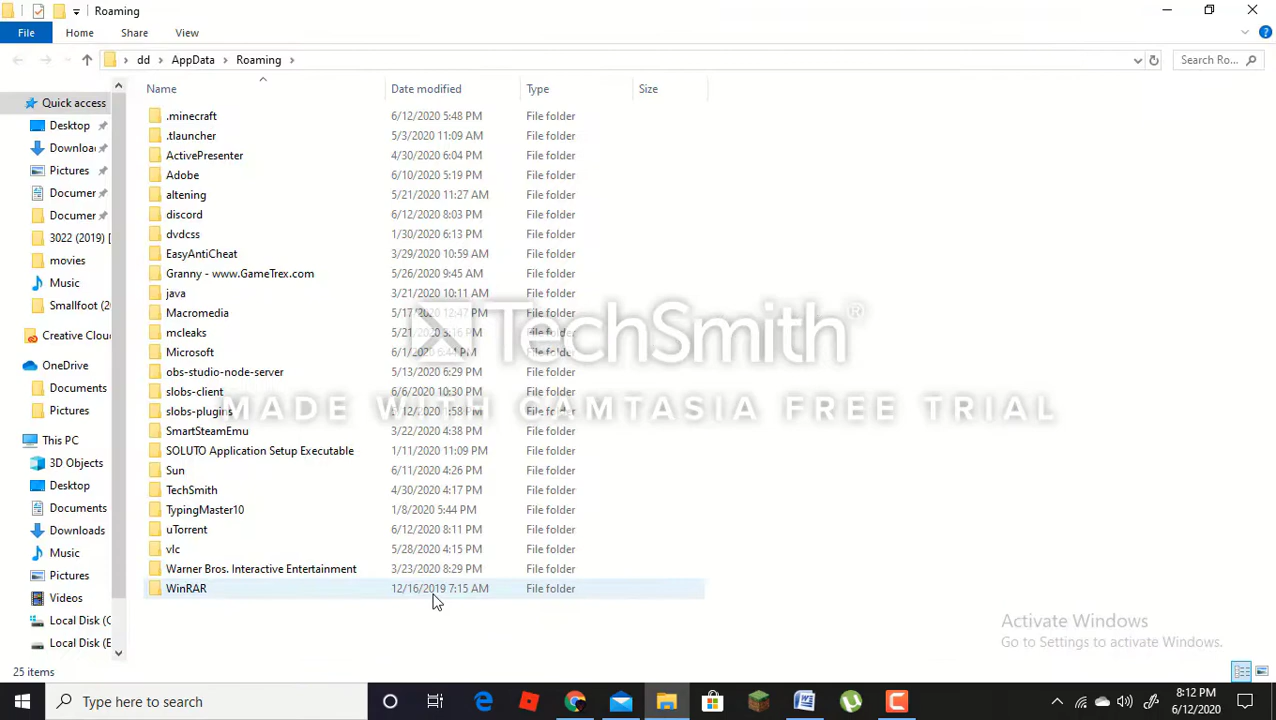 Roaming
File Home Share View
dd AppData Roaming Search Ro...
Name Date modified Type Size
Quick access
Desktop
Downloa
Pictures
Documer
Documer
3022 (2019) [
movies
Music
Smallfoot (2
Creative Clou
OneDrive
Documents
Pictures
This PC
3D Objects
Desktop
Documents
Downloads
Music
Pictures
Videos
Local Disk (C
Local Disk (E
.minecraft 6/12/2020 5:48 PM File folder
.tlauncher 5/3/2020 11:09 AM File folder
ActivePresenter 4/30/2020 6:04 PM File folder
Adobe 6/10/2020 5:19 PM File folder
altening 5/21/2020 11:27 AM File folder
discord 6/12/2020 8:03 PM File folder
dvdcss 1/30/2020 6:13 PM File folder
EasyAntiCheat 3/29/2020 10:59 AM File folder
Granny - www.GameTrex.com 5/26/2020 9:45 AM File folder
java 3/21/2020 10:11 AM File folder
Macromedia 5/17/2020 12:47 PM File folder
mcleaks 5/21/2020 3:16 PM File folder
Microsoft 6/1/2020 6:44 PM File folder
obs-studio-node-server 5/13/2020 6:29 PM File folder
slobs-client 6/6/2020 10:30 PM File folder
slobs-plugins /12/2020 1:58 PM File folder
SmartSteamEmu 3/22/2020 4:38 PM File folder
SOLUTO Application Setup Executable 1/11/2020 11:09 PM File folder
Sun 6/11/2020 4:26 PM File folder
TechSmith 4/30/2020 4:17 PM File folder
TypingMaster10 1/8/2020 5:44 PM File folder
uTorrent 6/12/2020 8:11 PM File folder
vlc 5/28/2020 4:15 PM File folder
Warner Bros. Interactive Entertainment 3/23/2020 8:29 PM File folder
WinRAR 12/16/2019 7:15 AM File folder
TechSmith®
MADE WITH CAMTASIA FREE TRIAL
Activate Windows
Go to Settings to activate Windows.
25 items
Type here to search
8:12 PM
6/12/2020